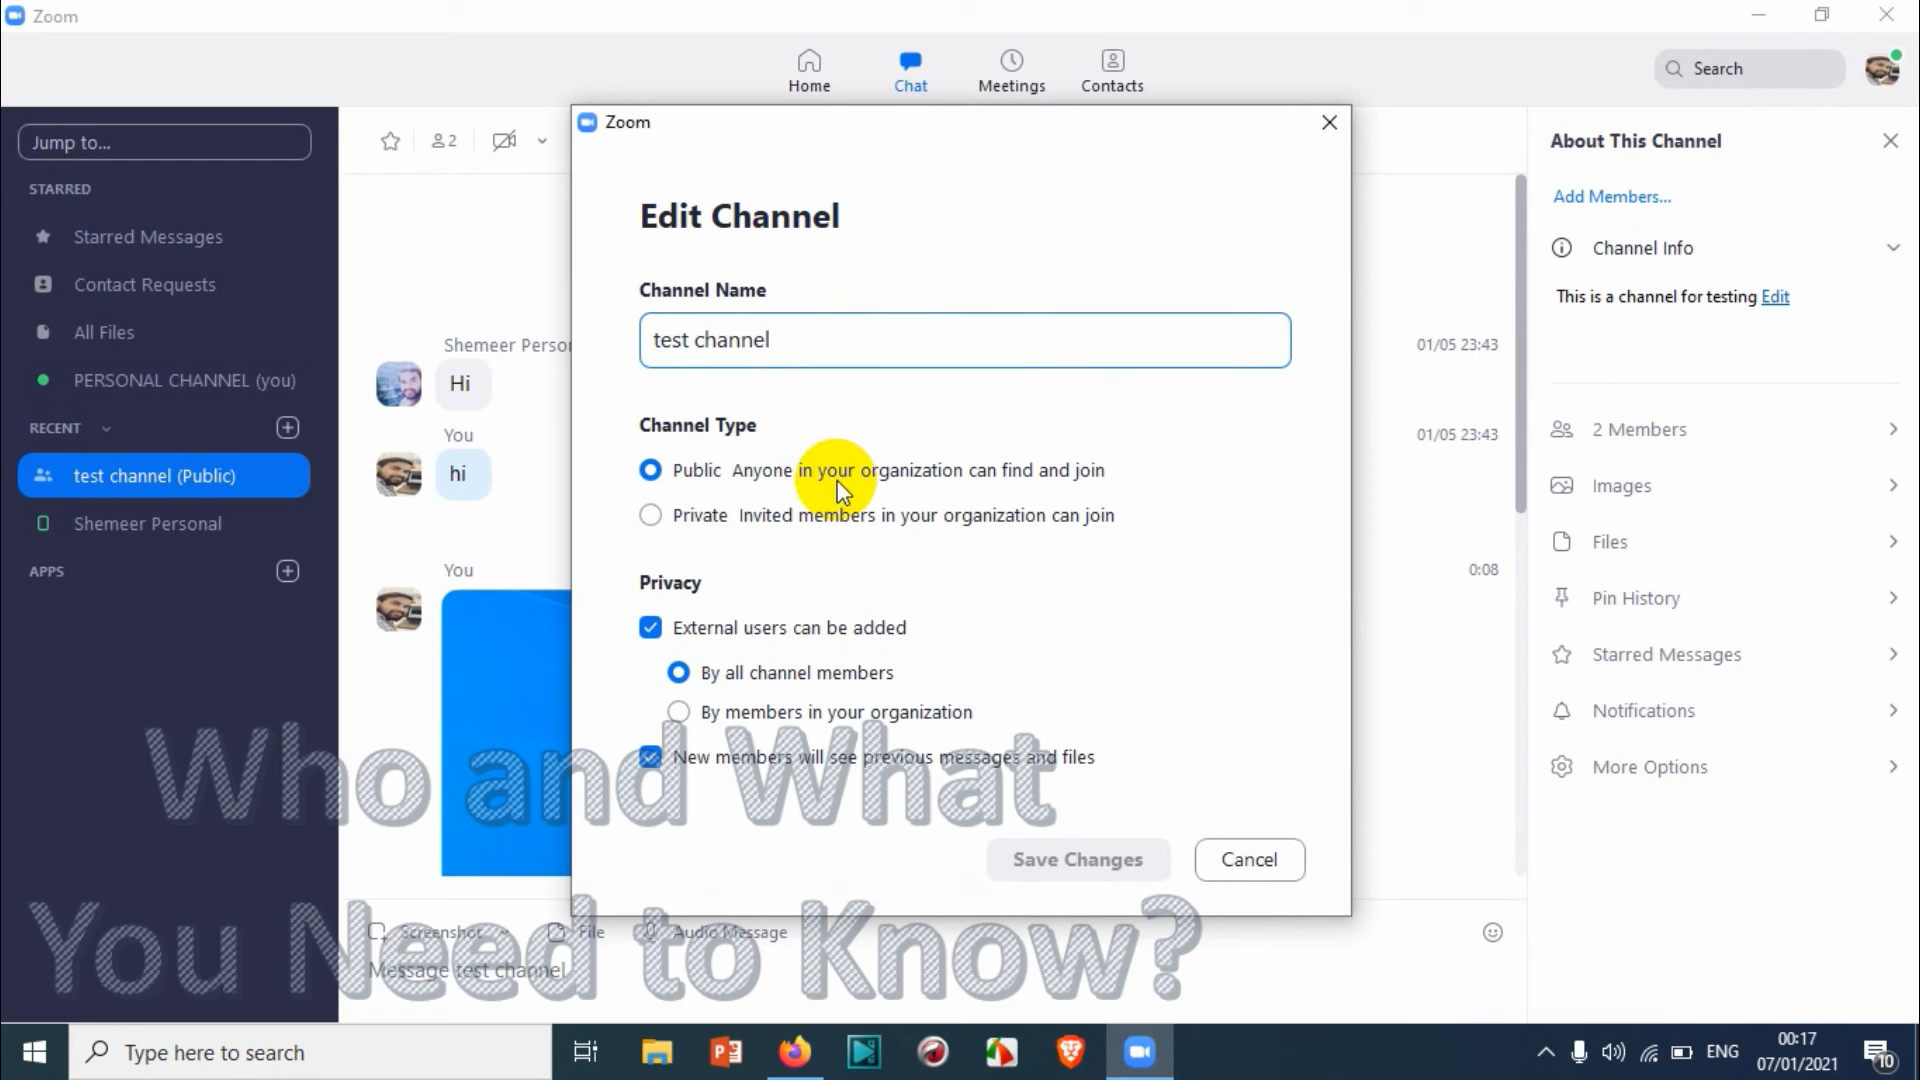 Zoom
Home
Chat
Meetings
Contacts
Search
Jump to...
STARRED
Starred Messages
Contact Requests
All Files
PERSONAL CHANNEL (you)
RECENT
test channel (Public)
Shemeer Personal
APPS
2
Shemeer Person
Hi
01/05 23:43
You
hi
01/05 23:43
You
0:08
Screenshot
File
Audio Message
Message test channel
Zoom
Edit Channel
Channel Name
test channel
Channel Type
Public Anyone in your organization can find and join
Private Invited members in your organization can join
Privacy
External users can be added
By all channel members
By members in your organization
New members will see previous messages and files
Save Changes
Cancel
About This Channel
Add Members...
Channel Info
This is a channel for testing Edit
2 Members
Images
Files
Pin History
Starred Messages
Notifications
More Options
Who and What
You Need to Know?
Type here to search
ENG
00:17
07/01/2021
10